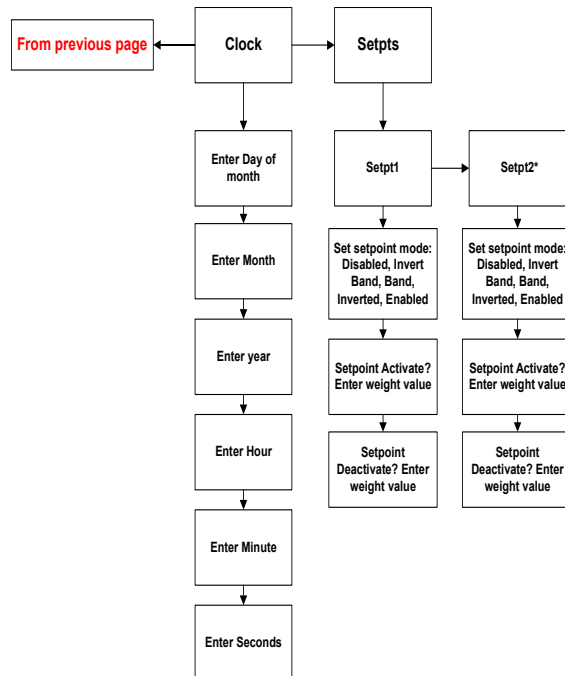 From previous page
Clock
Setpts
Enter Day of
month
Setpt1
Setpt2*
Enter Month
Set setpoint mode:
Disabled, Invert
Band, Band,
Inverted, Enabled
Set setpoint mode:
Disabled, Invert
Band, Band,
Inverted, Enabled
Enter year
Setpoint Activate?
Enter weight value
Setpoint Activate?
Enter weight value
Enter Hour
Setpoint
Deactivate? Enter
weight value
Setpoint
Deactivate? Enter
weight value
Enter Minute
Enter Seconds